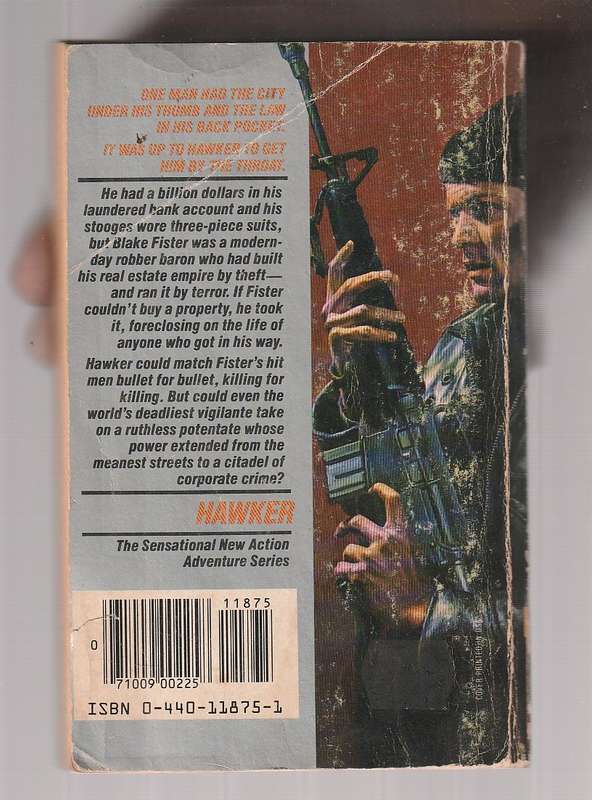 ONE MAN HAD THE CITY
UNDER HIS THUMB AND THE LAW
IN HIS BACK POCKET.
IT WAS UP TO HAWKER TO GET
HIM BY THE THROAT.
He had a billion dollars in his
laundered bank account and his
stooges wore three-piece suits,
but Blake Fister was a modern-
day robber baron who had built
his real estate empire by theft—
and ran it by terror. If Fister
couldn't buy a property, he took
it, foreclosing on the life of
anyone who got in his way.
Hawker could match Fister's hit
men bullet for bullet, killing for
killing. But could even the
world's deadliest vigilante take
on a ruthless potentate whose
power extended from the
meanest streets to a citadel of
corporate crime?
HAWKER
The Sensational New Action
Adventure Series
11875
0
71009 00225
ISBN 0-440-11875-1
COVER PRINTED IN USA